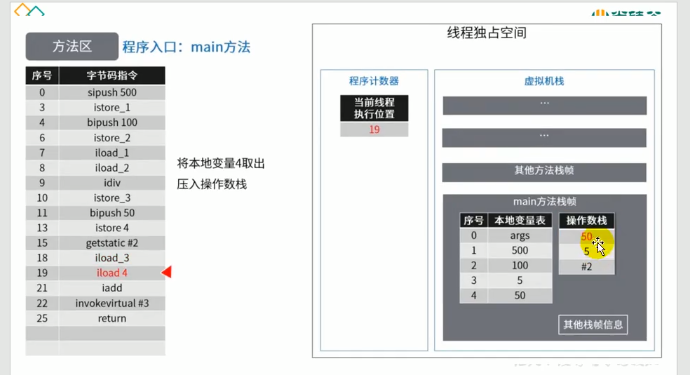 方法区
程序入口：main方法
序号 字节码指令
0 sipush 500
3 istore_1
4 bipush 100
6 istore_2
7 iload_1
8 iload_2
9 idiv
10 istore_3
11 bipush 50
13 istore 4
15 getstatic #2
18 iload_3
19 iload 4
21 iadd
22 invokevirtual #3
25 return
将本地变量4取出
压入操作数栈
线程独占空间
程序计数器
当前线程
执行位置
19
虚拟机栈
...
...
其他方法栈帧
main方法栈帧
序号 本地变量表
0 args
1 500
2 100
3 5
4 50
操作数栈
50
5
#2
其他栈帧信息